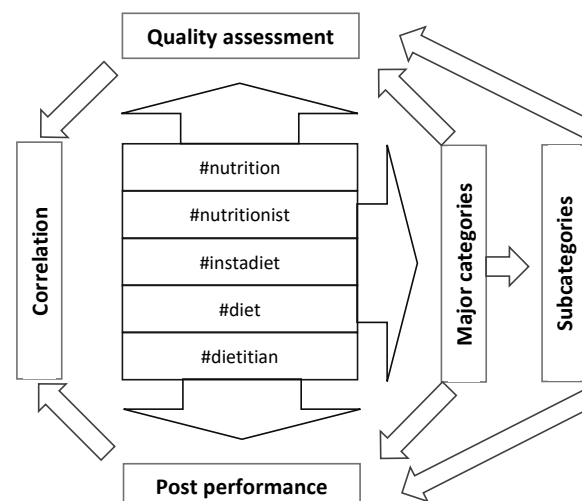 Quality assessment
#nutrition
#nutritionist
#instadiet
#diet
#dietitian
Correlation
Major categories
Subcategories
Post performance